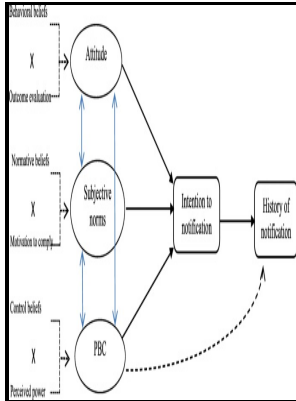 Behavioral beliefs
X
Outcome evaluation
Attitude
Normative beliefs
X
Motivation to comply
Subjective
norms
Control beliefs
X
Perceived power
PBC
Intention to
notification
History of
notification